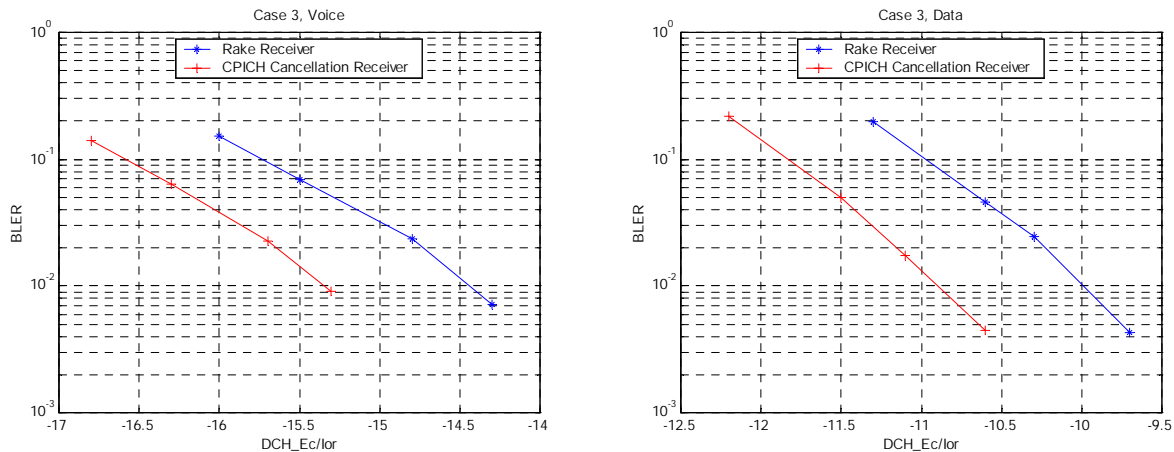 Case 3, Voice
10^0
Rake Receiver
CPICH Cancellation Receiver
10^-1
BLER
10^-2
10^-3
-17 -16.5 -16 -15.5 -15 -14.5 -14
DCH_Ec/Ior
Case 3, Data
10^0
Rake Receiver
CPICH Cancellation Receiver
10^-1
BLER
10^-2
10^-3
-12.5 -12 -11.5 -11 -10.5 -10 -9.5
DCH_Ec/Ior